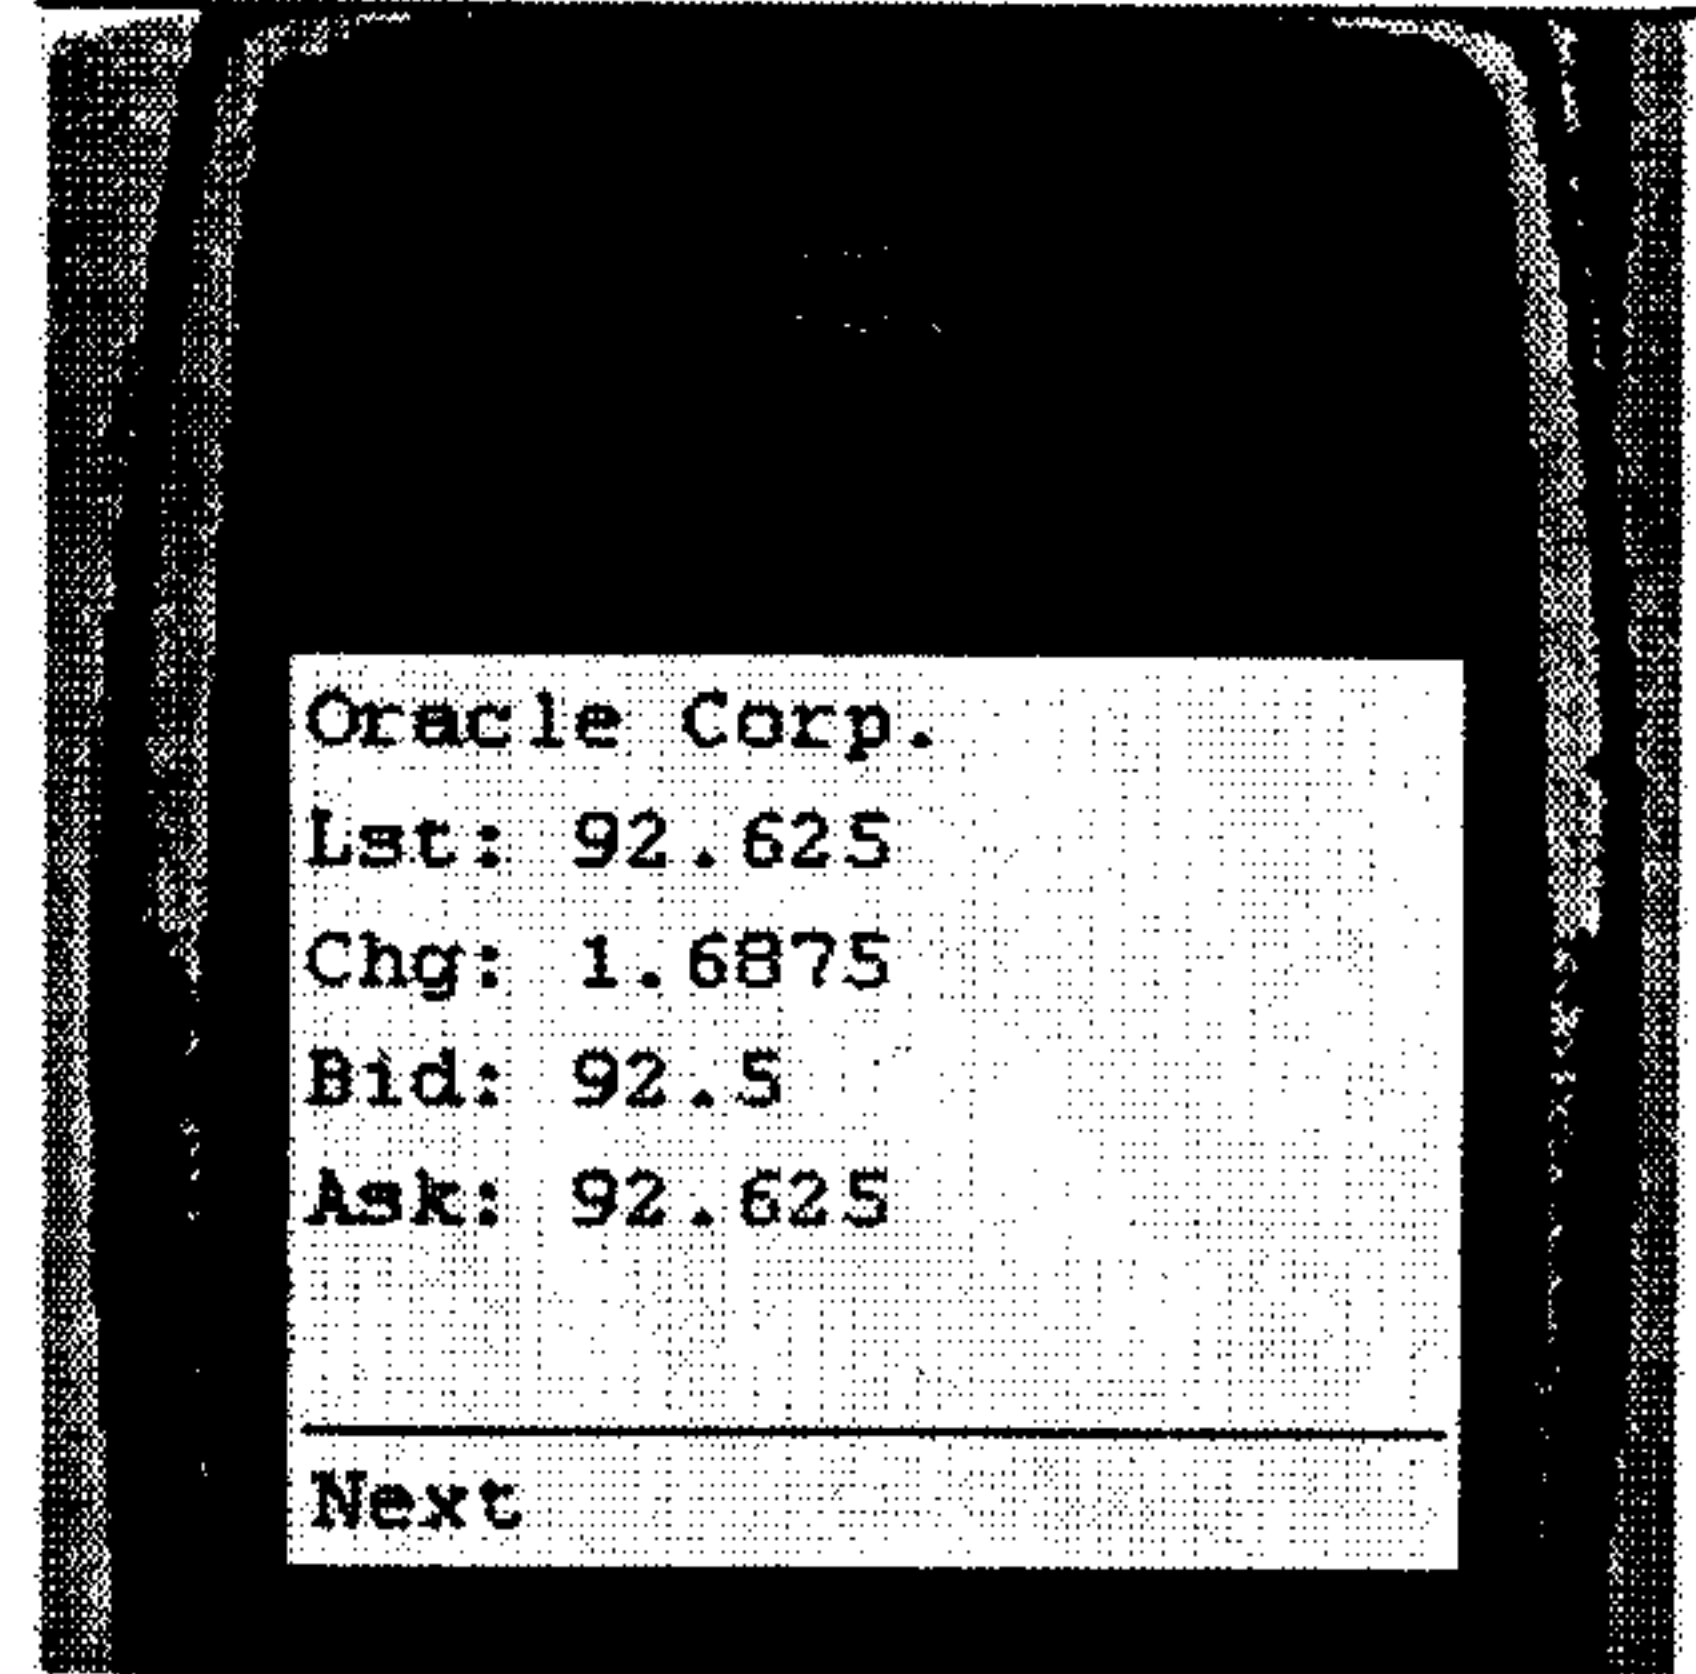 Oracle Corp.
Lst: 92.625
Chg: 1.6875
Bid: 92.5
Ask: 92.625
Next